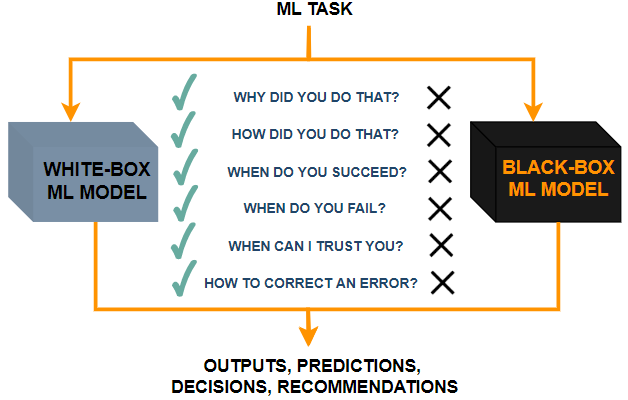 ML TASK
WHY DID YOU DO THAT?
HOW DID YOU DO THAT?
WHITE-BOX
ML MODEL
WHEN DO YOU SUCCEED?
WHEN DO YOU FAIL?
WHEN CAN I TRUST YOU?
HOW TO CORRECT AN ERROR?
BLACK-BOX
ML MODEL
OUTPUTS, PREDICTIONS,
DECISIONS, RECOMMENDATIONS